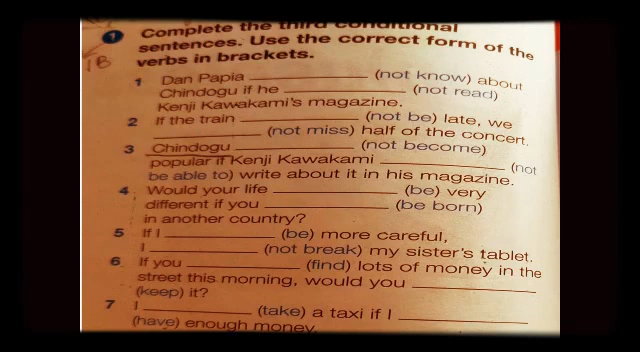 1 Complete the third conditional
sentences. Use the correct form of the
verbs in brackets.
1B
1 Dan Papia ____________ (not know) about
Chindogu if he ____________ (not read)
Kenji Kawakami's magazine.
2 If the train ____________ (not be) late, we
____________ (not miss) half of the concert.
3 Chindogu ____________ (not become)
popular if Kenji Kawakami ____________ (not
be able to) write about it in his magazine.
4 Would your life ____________ (be) very
different if you ____________ (be born)
in another country?
5 If I ____________ (be) more careful,
I ____________ (not break) my sister's tablet.
6 If you ____________ (find) lots of money in the
street this morning, would you ____________
(keep) it?
7 I ____________ (take) a taxi if I ____________
(have) enough money.